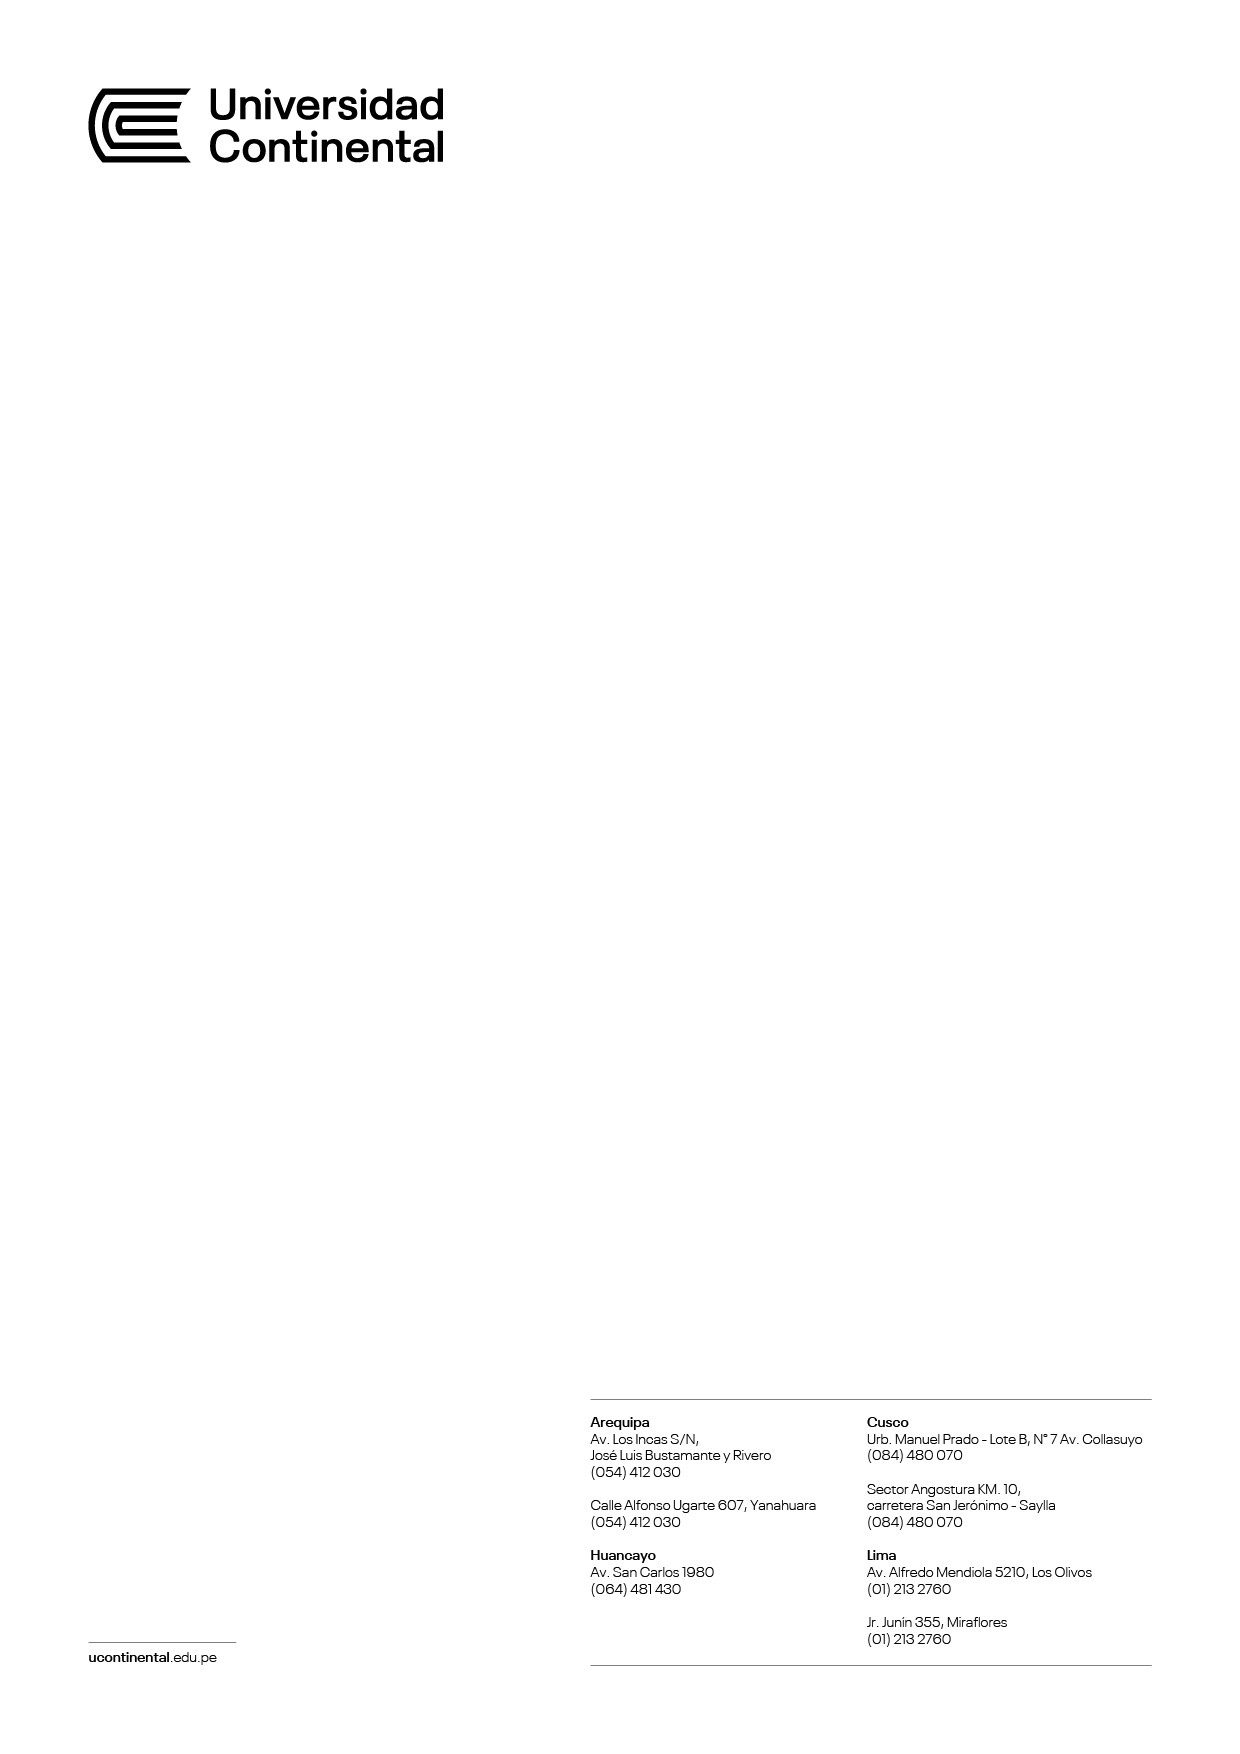 Universidad
Continental
Arequipa
Av. Los Incas S/N,
José Luis Bustamante y Rivero
(054) 412 030
Calle Alfonso Ugarte 607, Yanahuara
(054) 412 030
Huancayo
Av. San Carlos 1980
(064) 481 430
Cusco
Urb. Manuel Prado - Lote B, N° 7 Av. Collasuyo
(084) 480 070
Sector Angostura KM. 10,
carretera San Jerónimo - Saylla
(084) 480 070
Lima
Av. Alfredo Mendiola 5210, Los Olivos
(01) 213 2760
Jr. Junín 355, Miraflores
(01) 213 2760
ucontinental.edu.pe